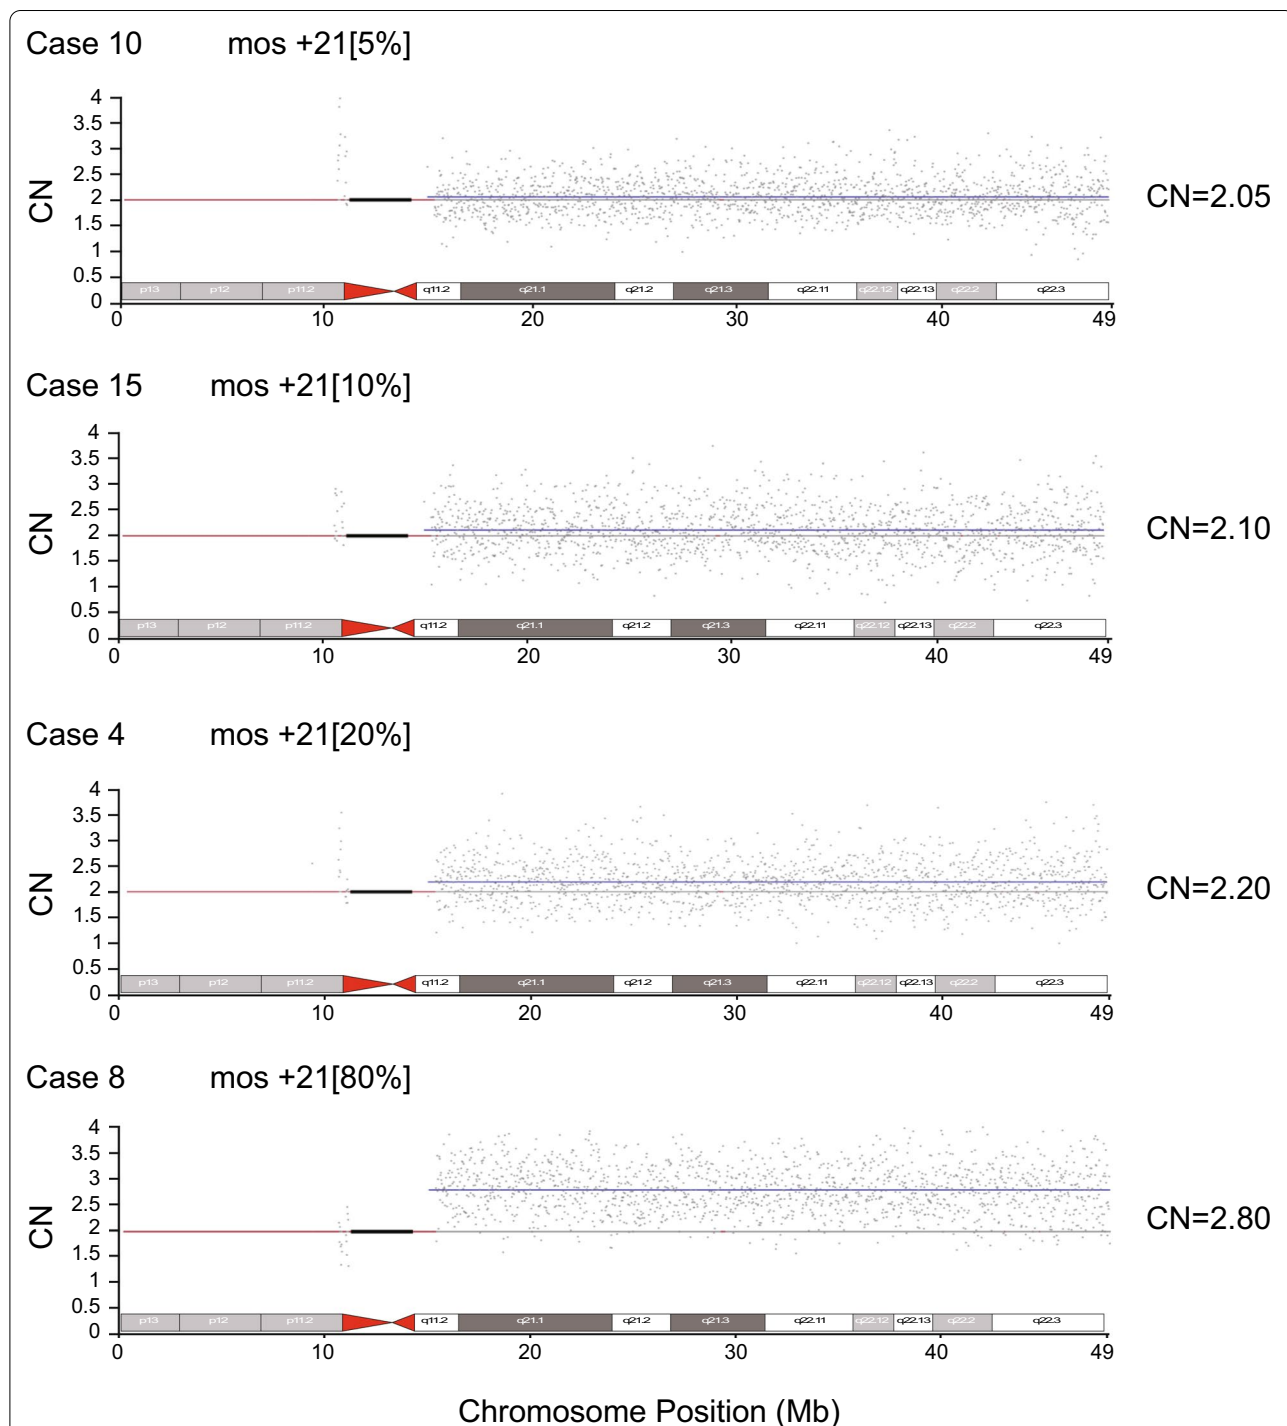 Case 10 mos +21[5%]
4
3.5
3
2.5
2
1.5
1
0.5
0
CN
CN=2.05
p13 p12 p11.2 q11.2 q21.1 q21.2 q21.3 q22.11 q22.12 q22.13 q22.2 q22.3
0 10 20 30 40 49
Case 15 mos +21[10%]
4
3.5
3
2.5
2
1.5
1
0.5
0
CN
CN=2.10
p13 p12 p11.2 q11.2 q21.1 q21.2 q21.3 q22.11 q22.12 q22.13 q22.2 q22.3
0 10 20 30 40 49
Case 4 mos +21[20%]
4
3.5
3
2.5
2
1.5
1
0.5
0
CN
CN=2.20
p13 p12 p11.2 q11.2 q21.1 q21.2 q21.3 q22.11 q22.12 q22.13 q22.2 q22.3
0 10 20 30 40 49
Case 8 mos +21[80%]
4
3.5
3
2.5
2
1.5
1
0.5
0
CN
CN=2.80
p13 p12 p11.2 q11.2 q21.1 q21.2 q21.3 q22.11 q22.12 q22.13 q22.2 q22.3
0 10 20 30 40 49
Chromosome Position (Mb)